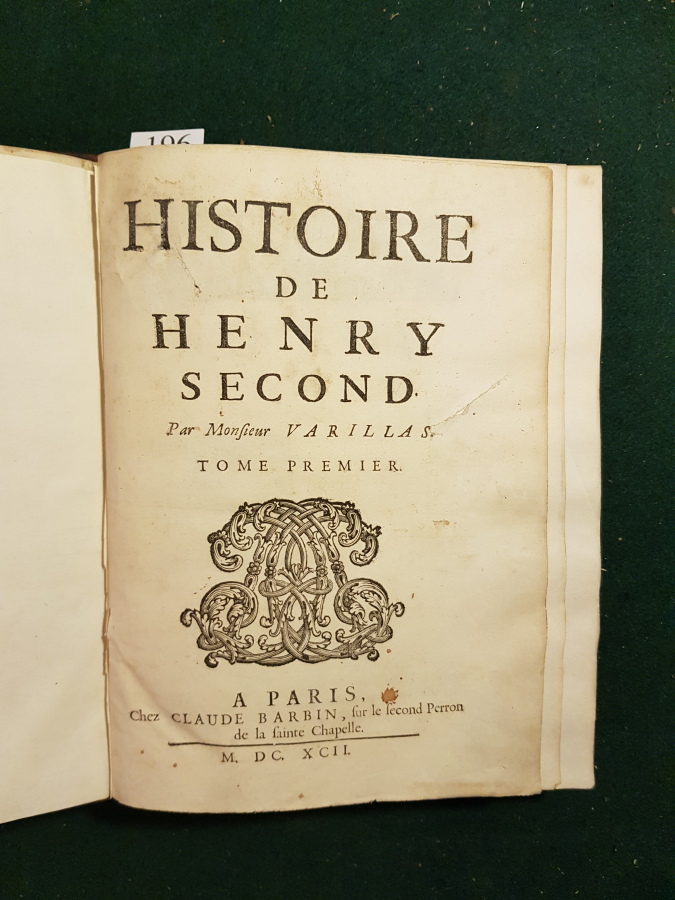 196
HISTOIRE
DE
HENRY
SECOND.
Par Monſieur VARILLAS.
TOME PREMIER.
A PARIS,
Chez CLAUDE BARBIN, ſur le ſecond Perron
de la ſainte Chapelle.
M. DC. XCII.